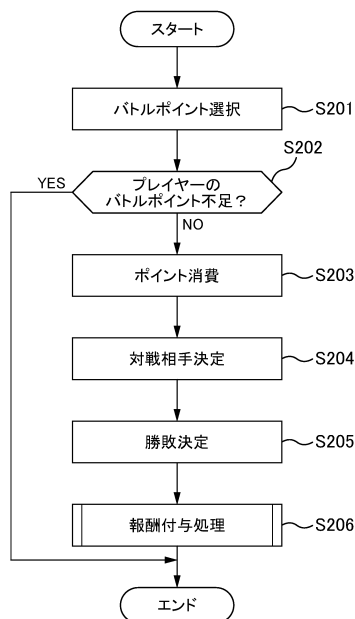 スタート
バトルポイント選択
S201
S202
プレイヤーの
バトルポイント不足？
YES
NO
ポイント消費
S203
対戦相手決定
S204
勝敗決定
S205
報酬付与処理
S206
エンド